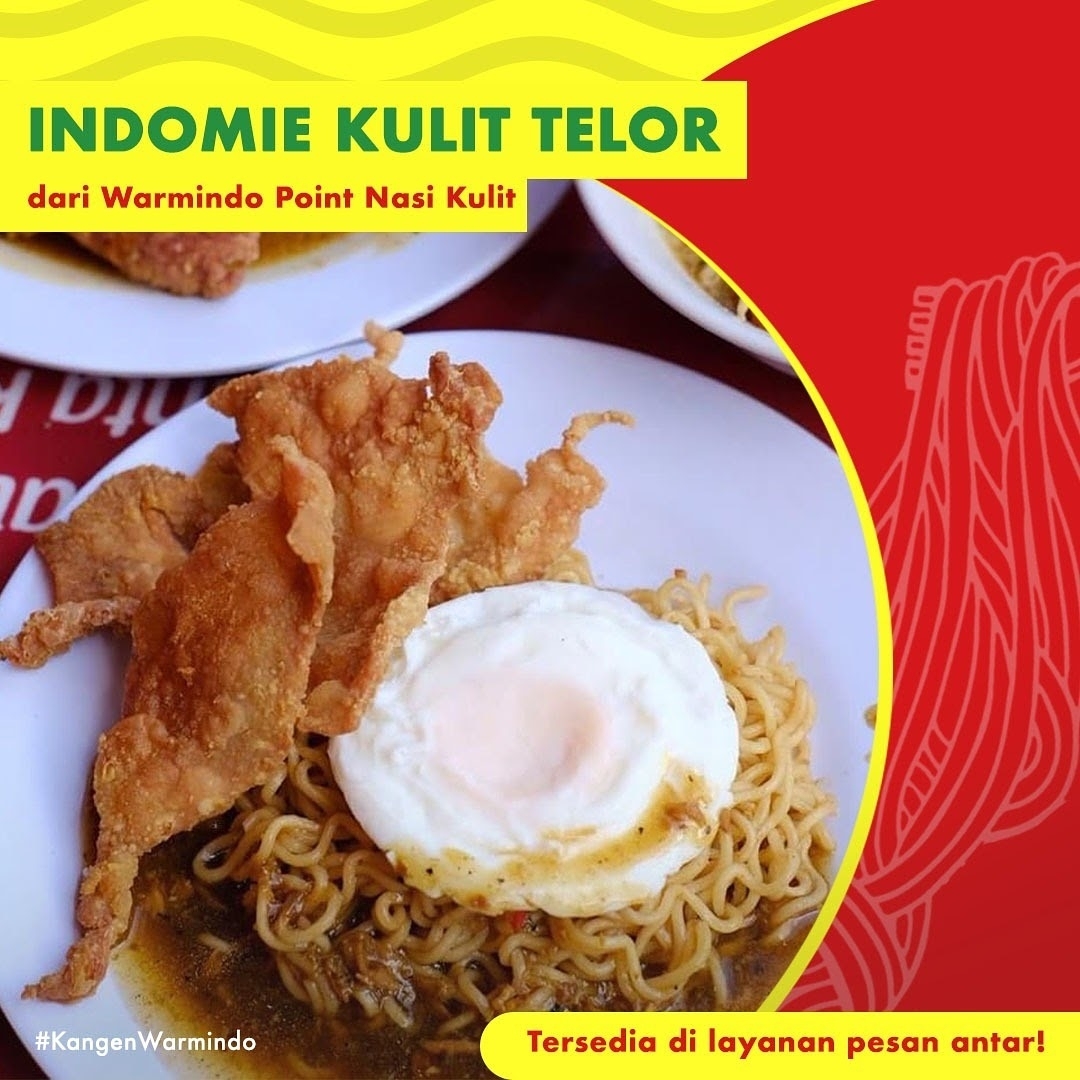 INDOMIE KULIT TELOR
dari Warmindo Point Nasi Kulit
#KangenWarmindo
Tersedia di layanan pesan antar!